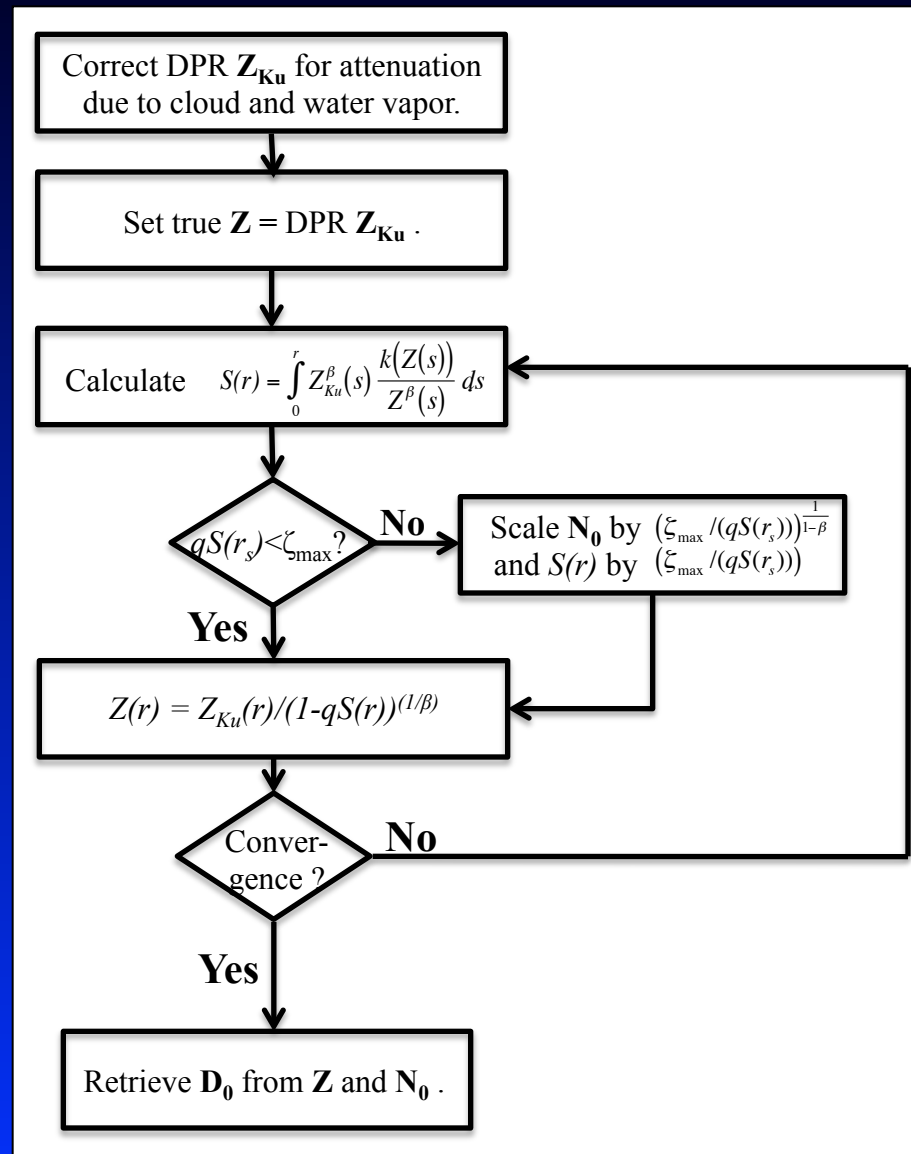 Correct DPR Z_Ku for attenuation
due to cloud and water vapor.
Set true Z = DPR Z_Ku .
Calculate S(r) = ∫_0^r Z_Ku^β(s) k(Z(s))/Z^β(s) ds
qS(r_s)<ζ_max?
No
Scale N_0 by (ζ_max /(qS(r_s)))^(1/(1−β))
and S(r) by (ζ_max /(qS(r_s)))
Yes
Z(r) = Z_Ku(r)/(1-qS(r))^(1/β)
Conver-
gence ?
No
Yes
Retrieve D_0 from Z and N_0 .